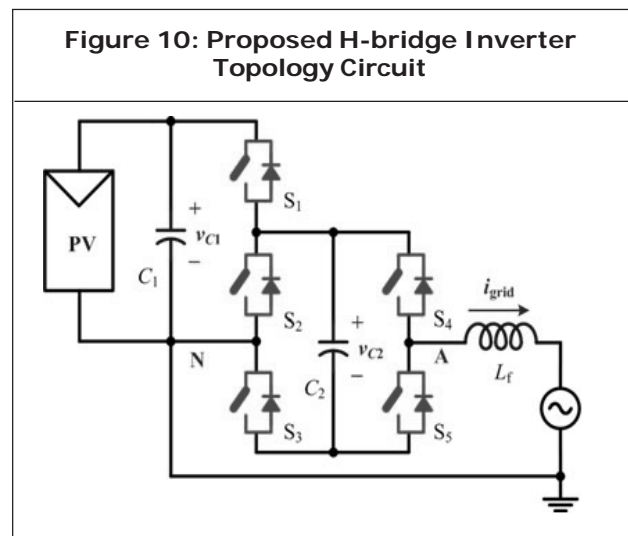 Figure 10: Proposed H-bridge Inverter
Topology Circuit
PV
+
vC1
–
C1
S1
S2
N
S3
+
vC2
–
C2
S4
A
S5
igrid
Lf